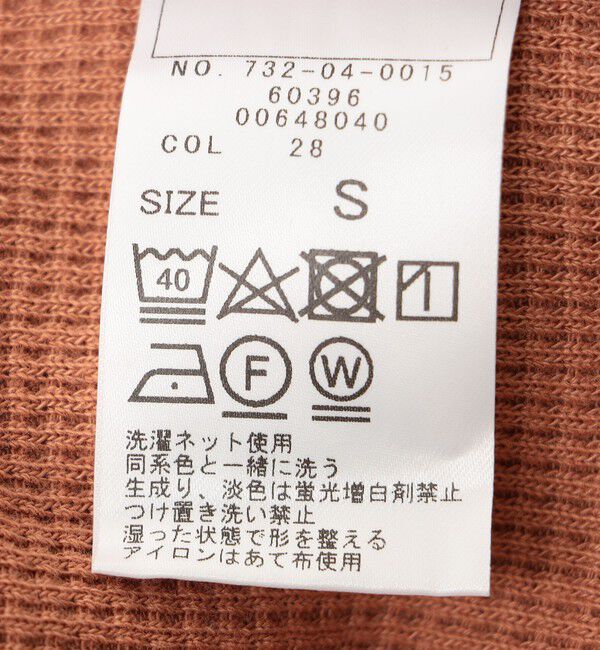 NO. 732-04-0015
60396
00648040
COL 28
SIZE S
40
F W
洗濯ネット使用
同系色と一緒に洗う
生成り、淡色は蛍光増白剤禁止
つけ置き洗い禁止
湿った状態で形を整える
アイロンはあて布使用